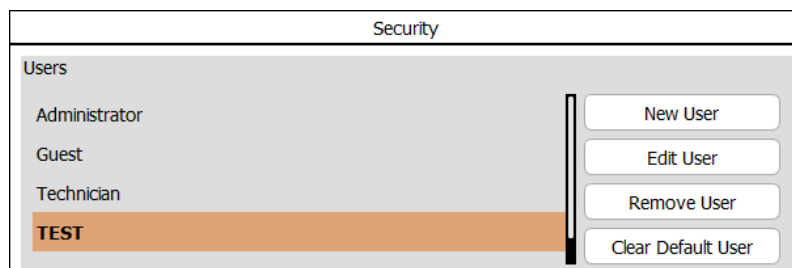 Security
Users
Administrator
Guest
Technician
TEST
New User
Edit User
Remove User
Clear Default User